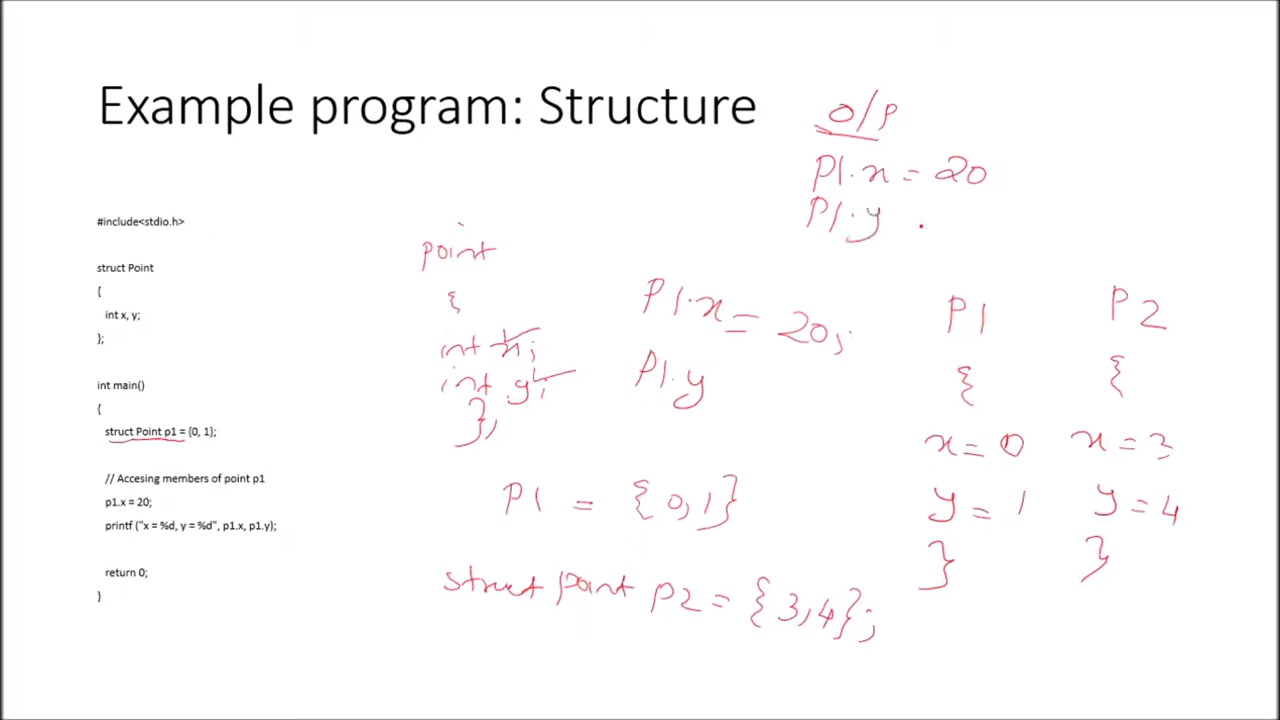 Example program: Structure
#include<stdio.h>
struct Point
{
int x, y;
};
int main()
{
struct Point p1 = {0, 1};
// Accesing members of point p1
p1.x = 20;
printf ("x = %d, y = %d", p1.x, p1.y);
return 0;
}
point
{
int x;
int y;
};
P1 = {0,1}
struct point P2 = {3,4};
P1.x = 20;
P1.y
O/P
P1.x = 20
P1.y
P1
{
x = 0
y = 1
}
P2
{
x = 3
y = 4
}